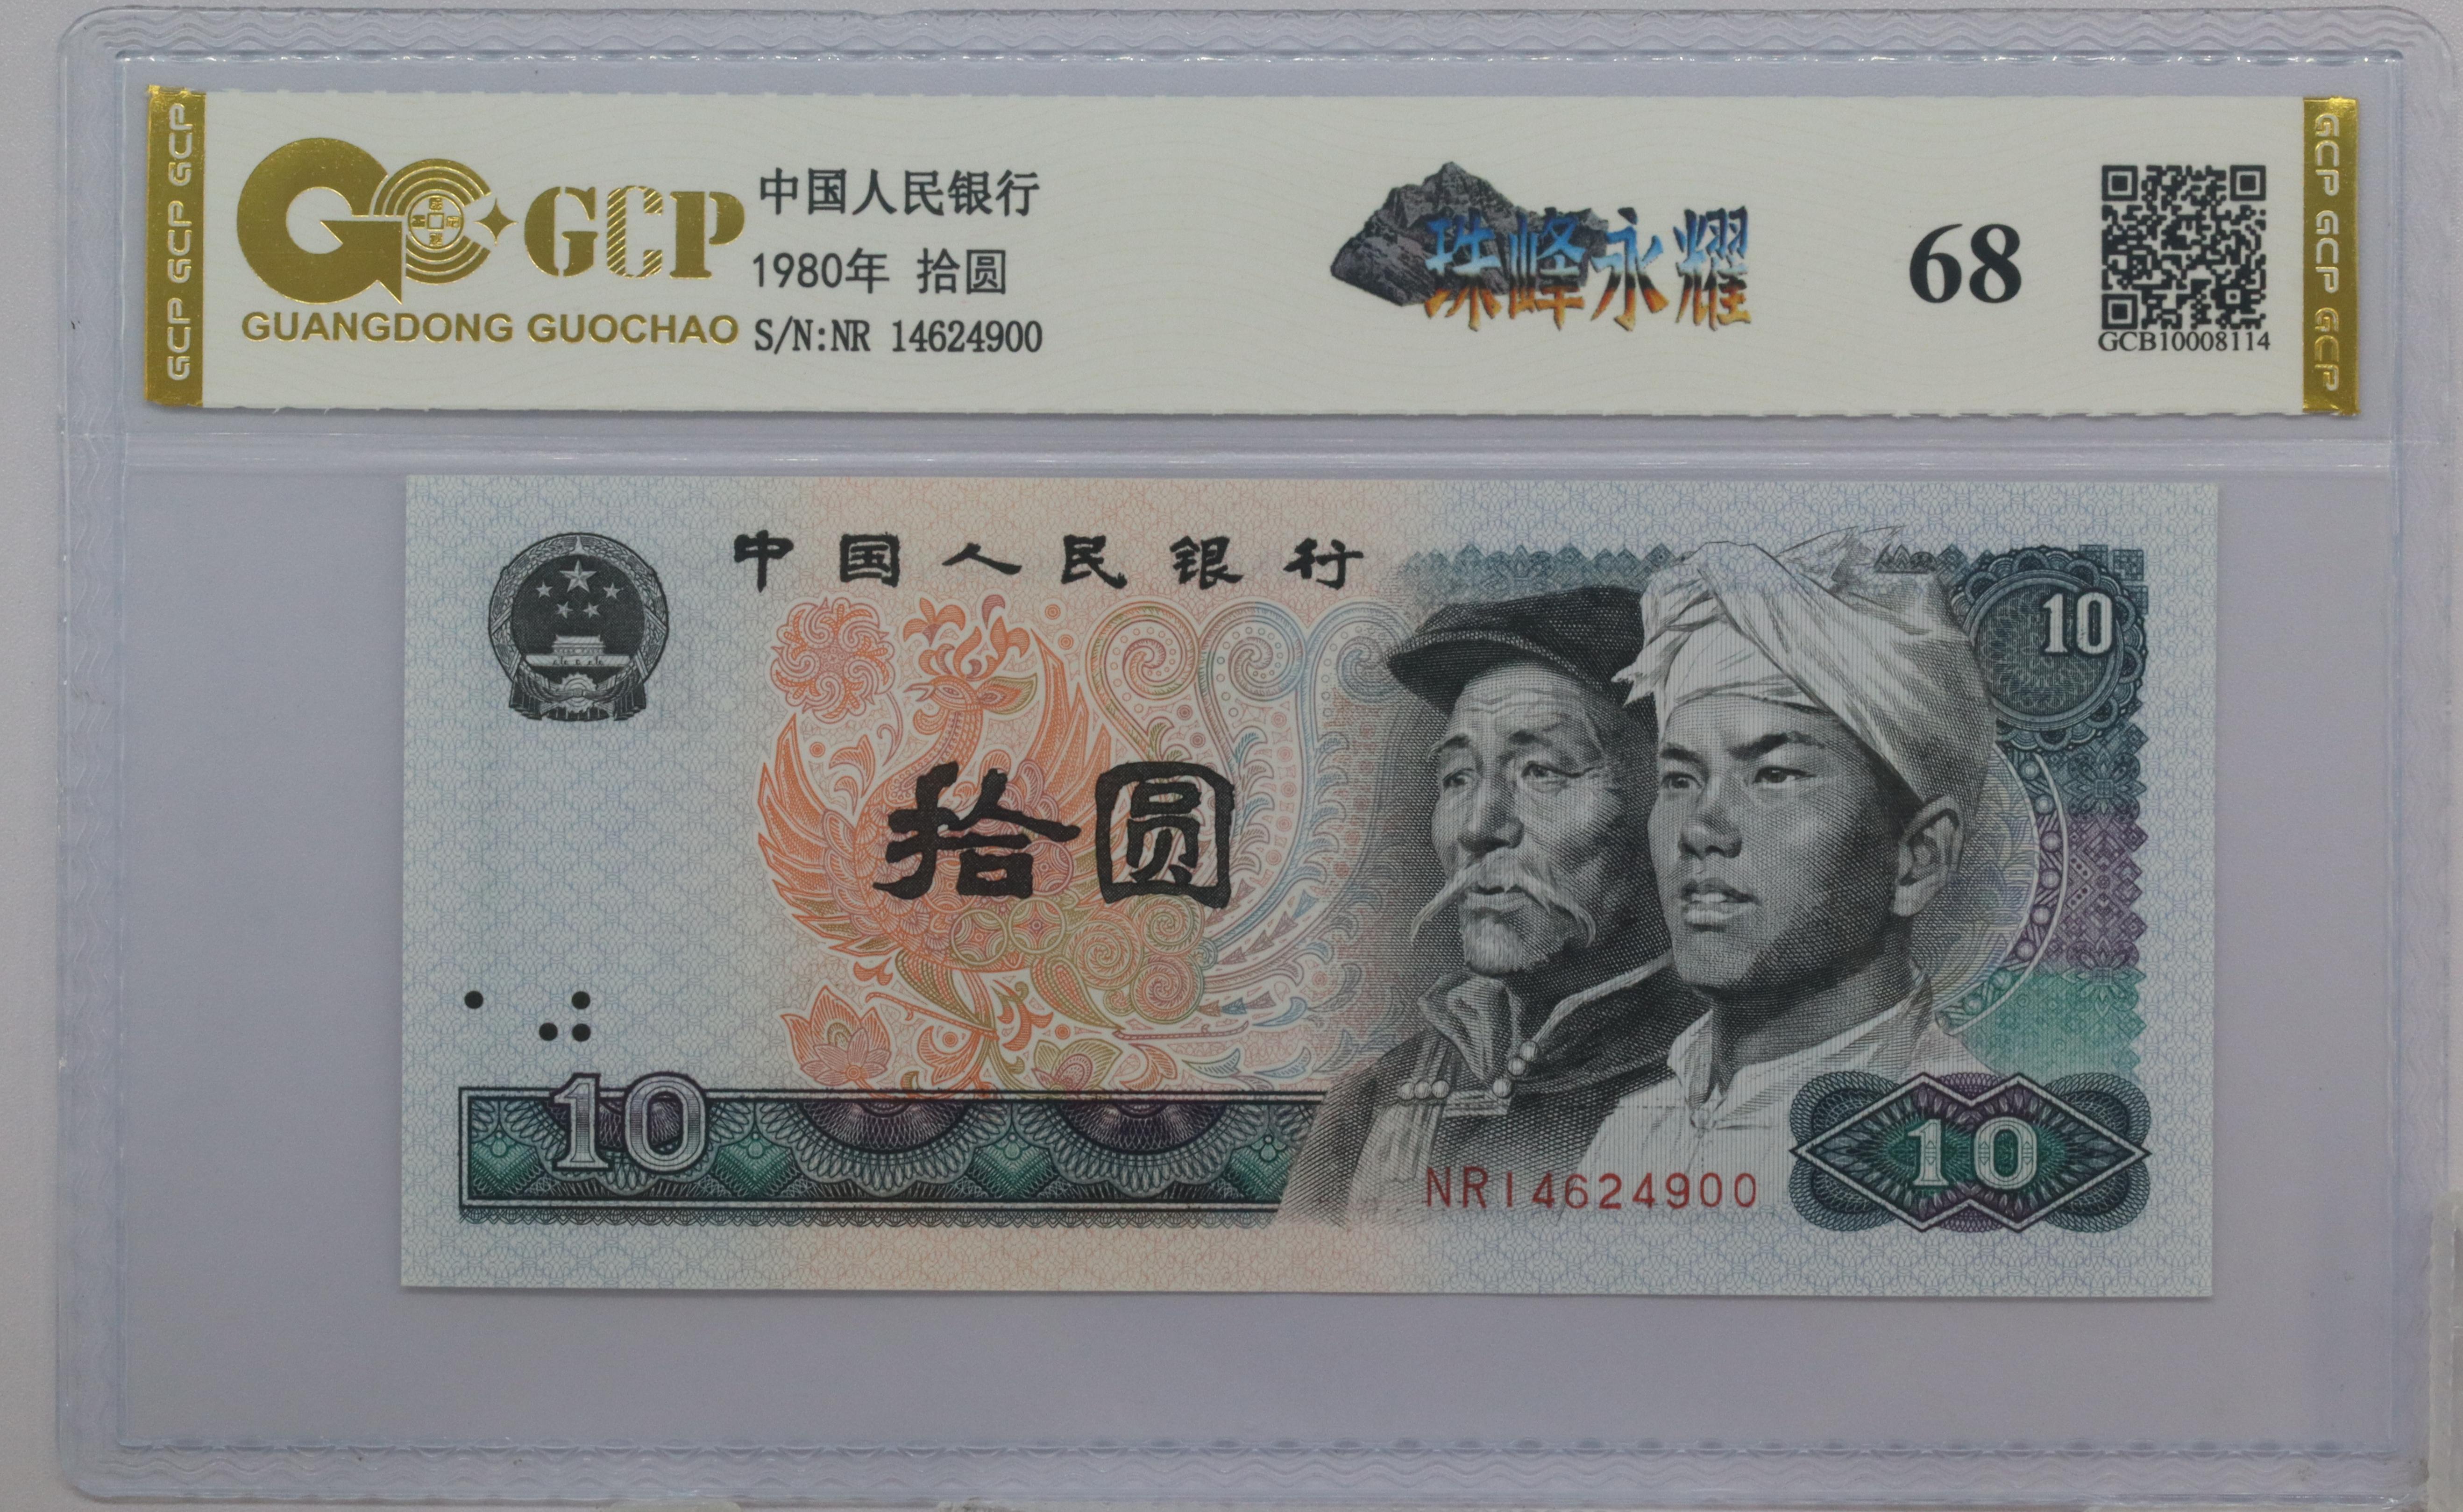 GCP GCP GCP
GCP
GUANGDONG GUOCHAO
中国人民银行
1980年 拾圆
S/N:NR 14624900
珠峰永耀
68
GCB10008114
GCP GCP GCP
中国人民银行
10
拾圆
10
NR14624900
10